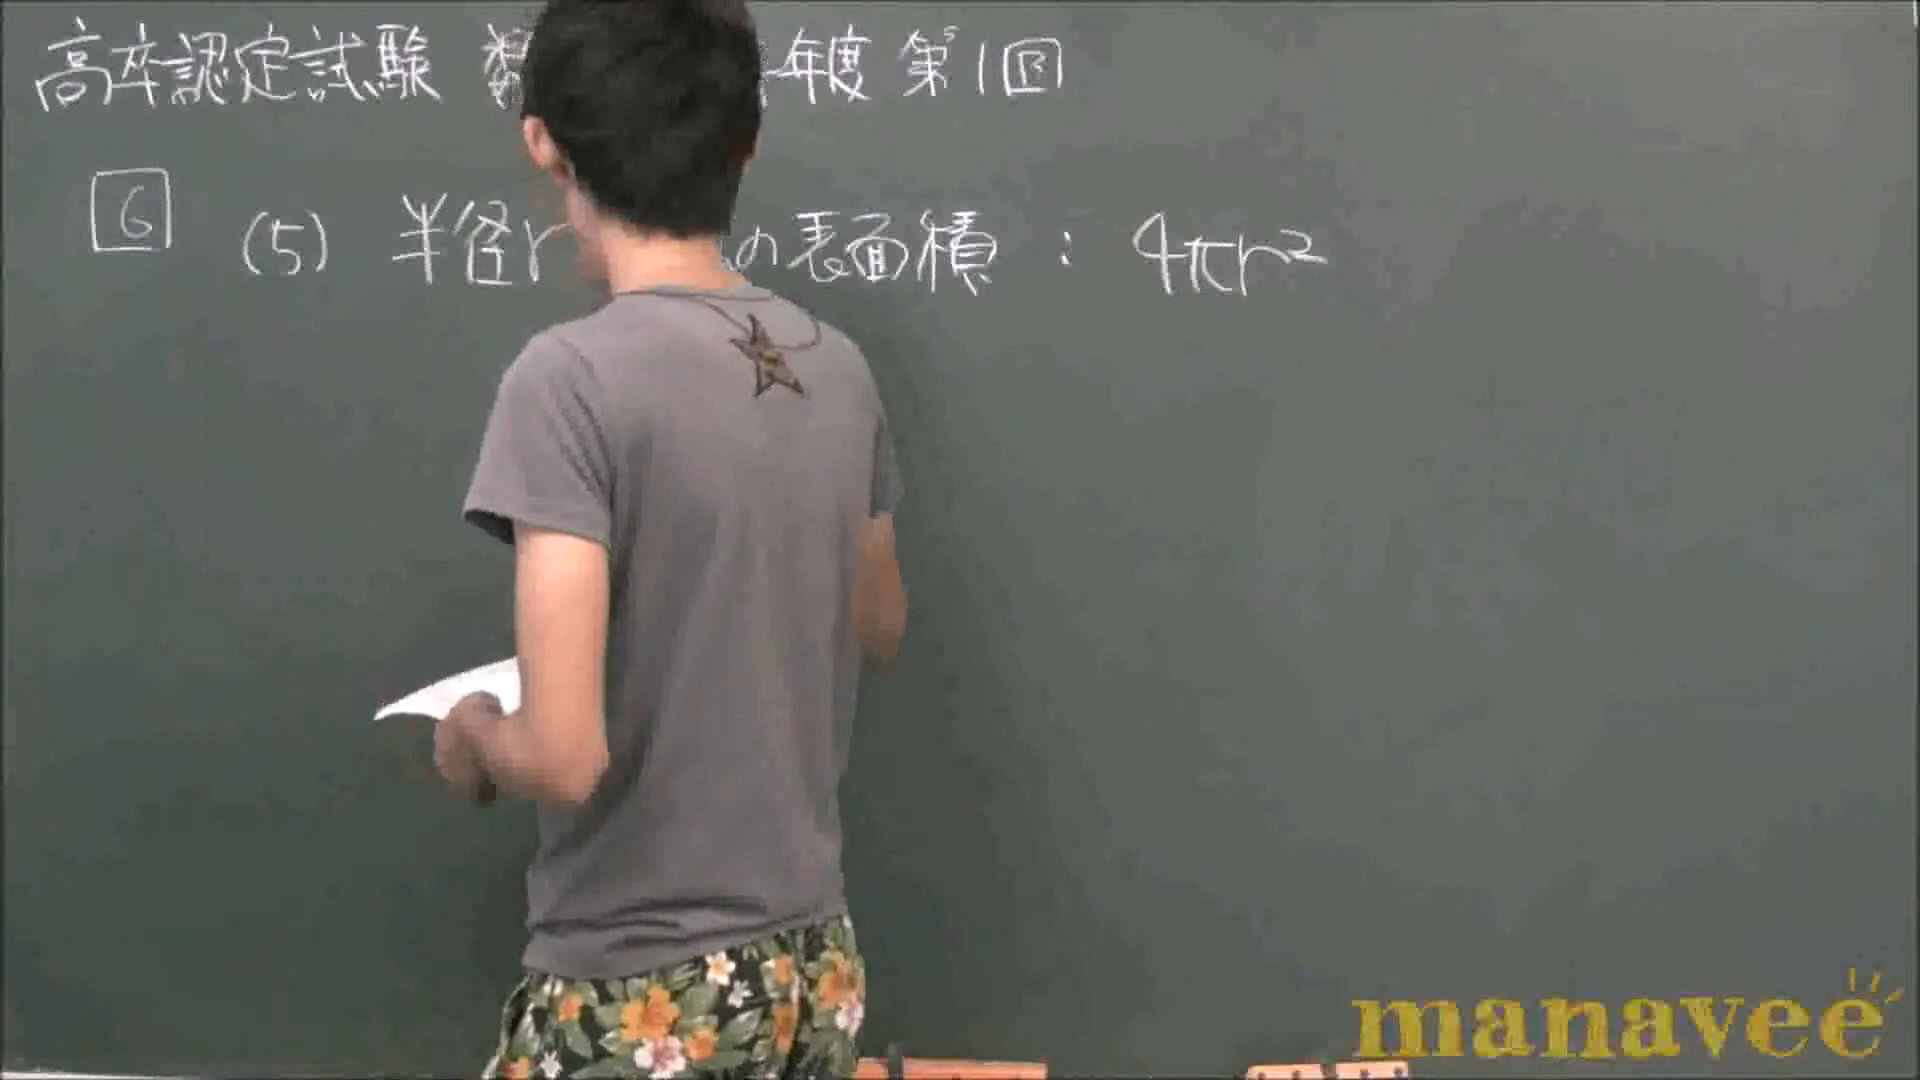 高卒認定試験 年度 第1回
6 (5) 半径r の表面積 : 4πr²
manavee